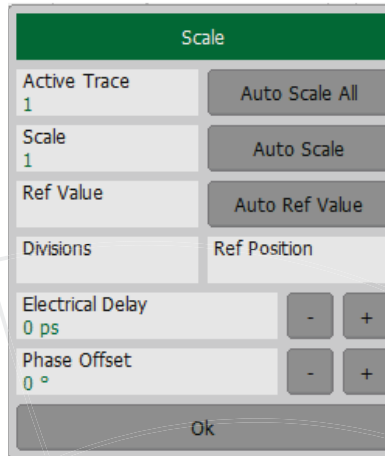 Scale
Active Trace
1
Auto Scale All
Scale
1
Auto Scale
Ref Value
Auto Ref Value
Divisions
Ref Position
Electrical Delay
0 ps
-
+
Phase Offset
0 °
-
+
Ok